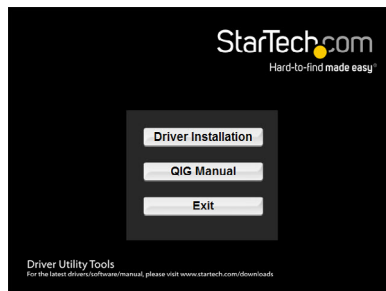 StarTech.com
Hard-to-find made easy®
Driver Installation
QIG Manual
Exit
Driver Utility Tools
For the latest drivers/software/manual, please visit www.startech.com/downloads